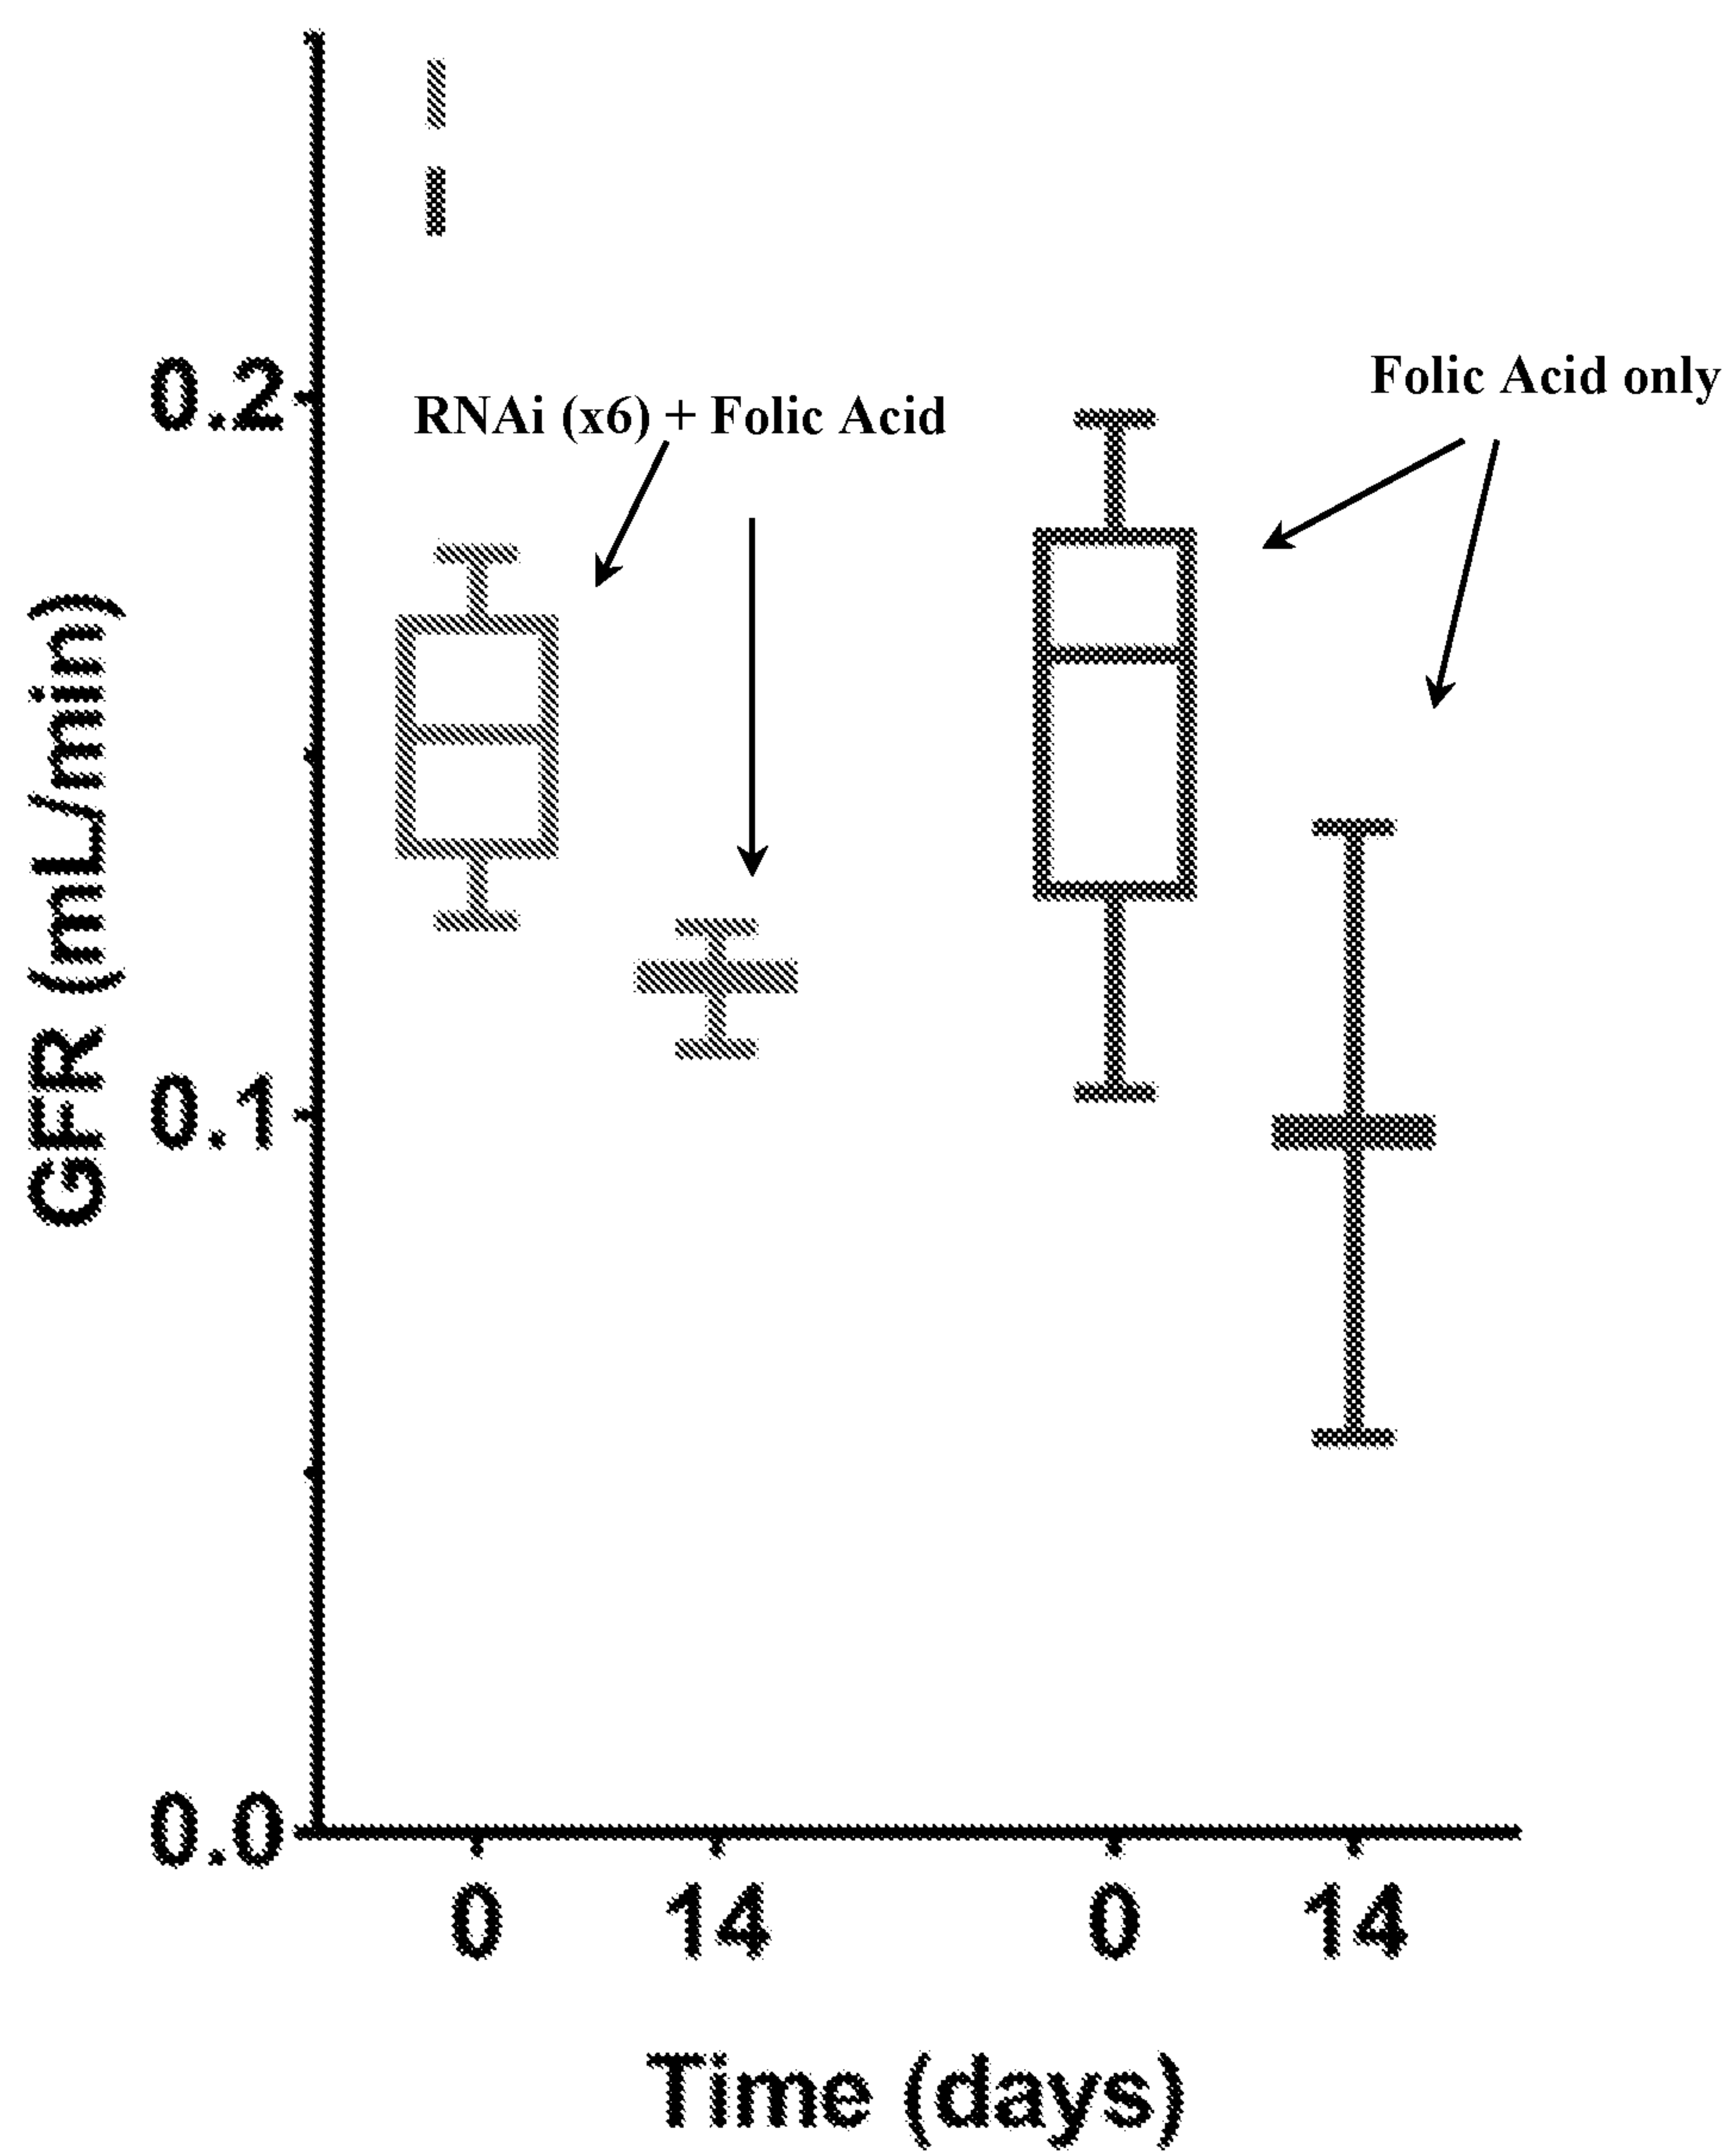 0.2
RNAi (x6) + Folic Acid
Folic Acid only
GFR (mL/min)
0.1
0.0
0 14 0 14
Time (days)